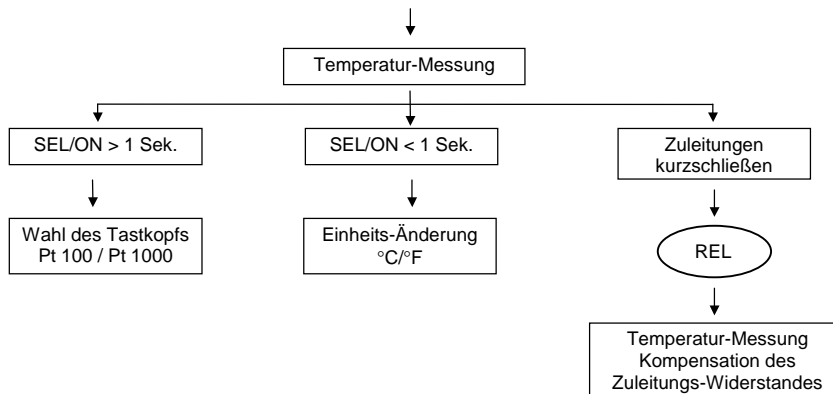 Temperatur-Messung
SEL/ON > 1 Sek.
SEL/ON < 1 Sek.
Zuleitungen
kurzschließen
Wahl des Tastkopfs
Pt 100 / Pt 1000
Einheits-Änderung
°C/°F
REL
Temperatur-Messung
Kompensation des
Zuleitungs-Widerstandes